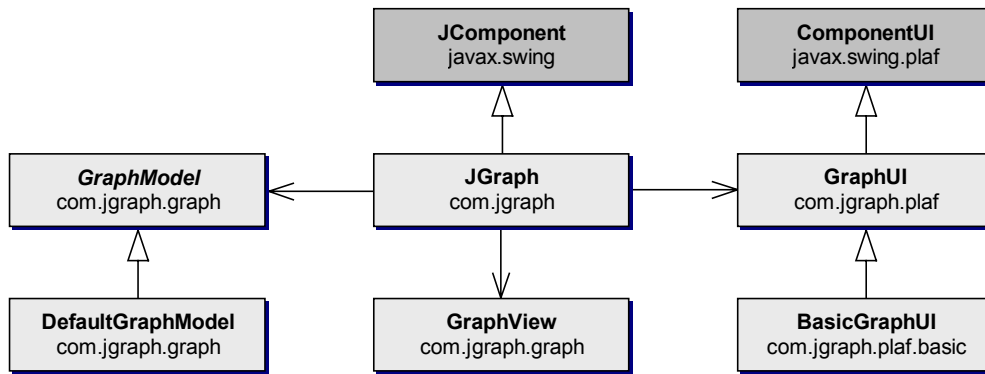 JComponent
javax.swing
ComponentUI
javax.swing.plaf
GraphModel
com.jgraph.graph
JGraph
com.jgraph
GraphUI
com.jgraph.plaf
DefaultGraphModel
com.jgraph.graph
GraphView
com.jgraph.graph
BasicGraphUI
com.jgraph.plaf.basic